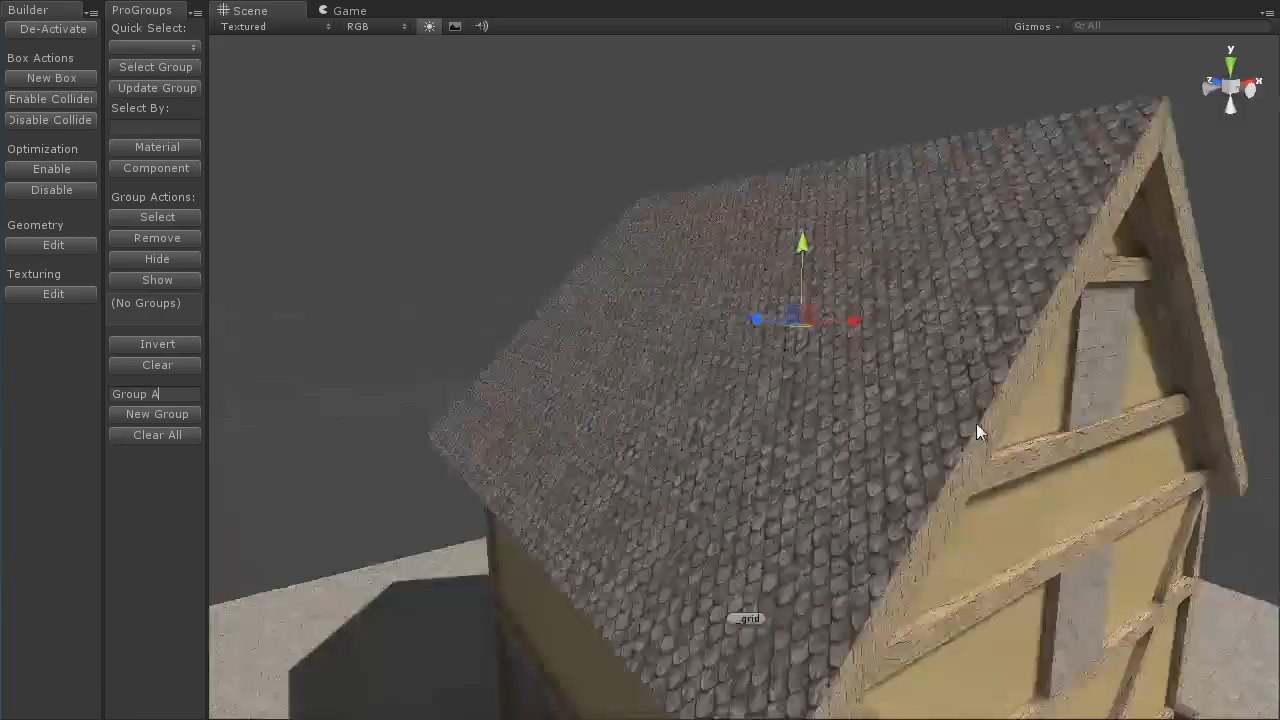 Builder
De-Activate
Box Actions
New Box
Enable Collider
Disable Collide
Optimization
Enable
Disable
Geometry
Edit
Texturing
Edit
ProGroups
Quick Select:
Select Group
Update Group
Select By:
Material
Component
Group Actions:
Select
Remove
Hide
Show
(No Groups)
Invert
Clear
Group A
New Group
Clear All
Scene
Game
Textured
RGB
Gizmos
All
y
z
x
_grid